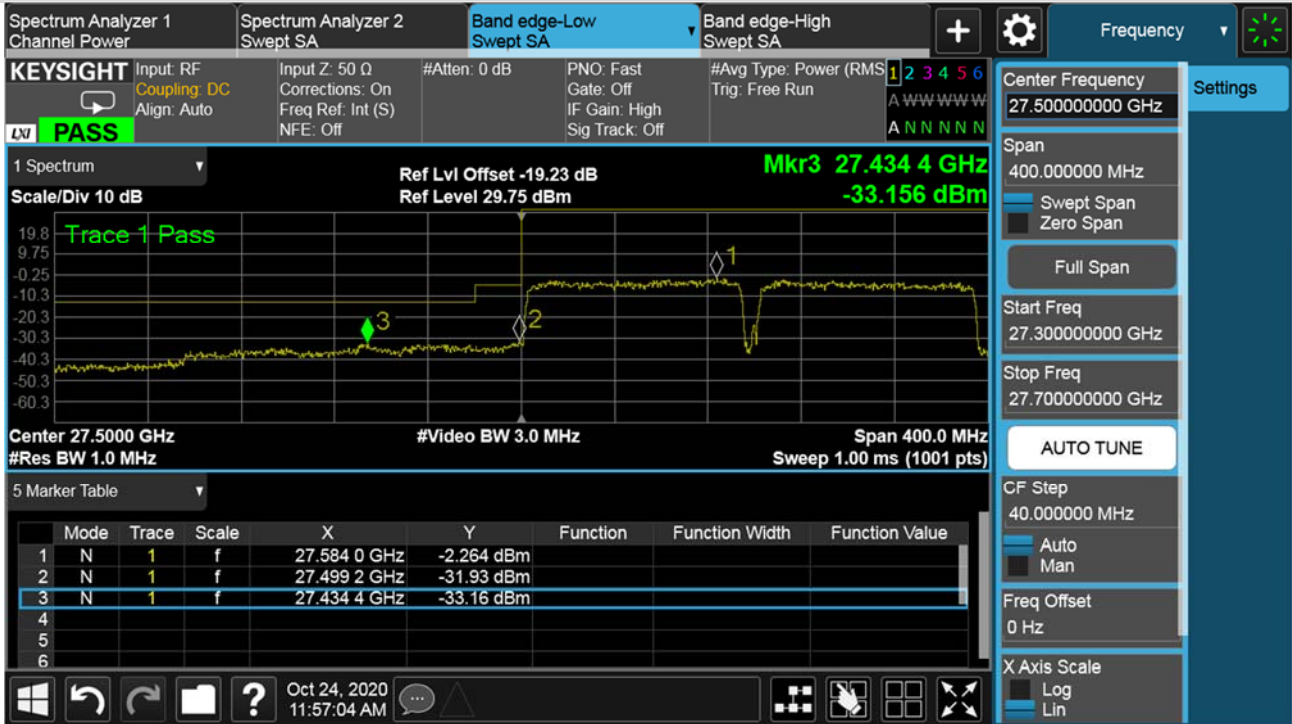 Spectrum Analyzer 1
Channel Power
Spectrum Analyzer 2
Swept SA
Band edge-Low
Swept SA
Band edge-High
Swept SA
Frequency
KEYSIGHT
LXI PASS
Input: RF
Coupling: DC
Align: Auto
Input Z: 50 Ω
Corrections: On
Freq Ref: Int (S)
NFE: Off
#Atten: 0 dB
PNO: Fast
Gate: Off
IF Gain: High
Sig Track: Off
#Avg Type: Power (RMS
Trig: Free Run
1 2 3 4 5 6
A W W W W W
A N N N N N
1 Spectrum
Scale/Div 10 dB
Ref Lvl Offset -19.23 dB
Ref Level 29.75 dBm
Mkr3 27.434 4 GHz
-33.156 dBm
Trace 1 Pass
19.8
9.75
-0.25
-10.3
-20.3
-30.3
-40.3
-50.3
-60.3
1
2
3
Center 27.5000 GHz
#Res BW 1.0 MHz
#Video BW 3.0 MHz
Span 400.0 MHz
Sweep 1.00 ms (1001 pts)
5 Marker Table
Mode Trace Scale X Y Function Function Width Function Value
1 N 1 f 27.584 0 GHz -2.264 dBm
2 N 1 f 27.499 2 GHz -31.93 dBm
3 N 1 f 27.434 4 GHz -33.16 dBm
4
5
6
Oct 24, 2020
11:57:04 AM
Center Frequency
27.500000000 GHz
Settings
Span
400.000000 MHz
Swept Span
Zero Span
Full Span
Start Freq
27.300000000 GHz
Stop Freq
27.700000000 GHz
AUTO TUNE
CF Step
40.000000 MHz
Auto
Man
Freq Offset
0 Hz
X Axis Scale
Log
Lin